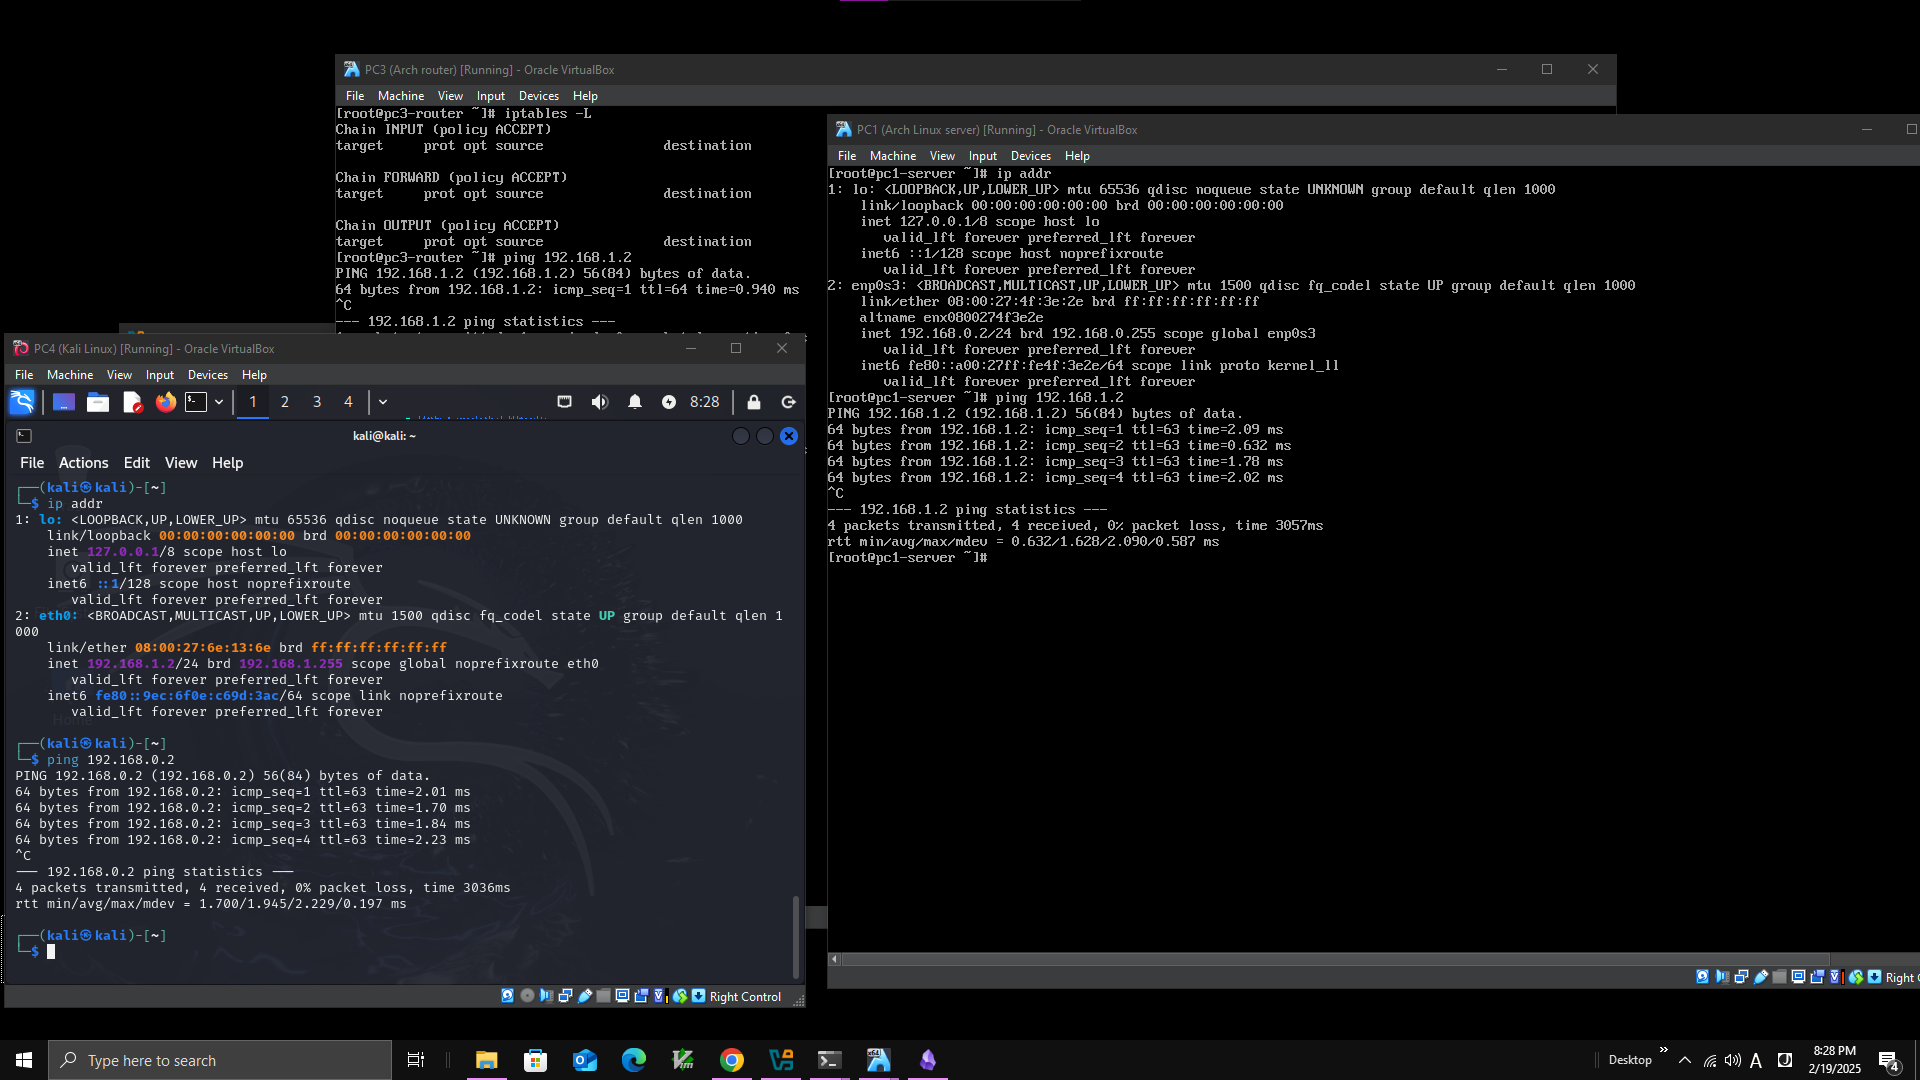 PC3 (Arch router) [Running] - Oracle VirtualBox
File Machine View Input Devices Help
[root@pc3-router ~]# iptables -L
Chain INPUT (policy ACCEPT)
target     prot opt source               destination
Chain FORWARD (policy ACCEPT)
target     prot opt source               destination
Chain OUTPUT (policy ACCEPT)
target     prot opt source               destination
[root@pc3-router ~]# ping 192.168.1.2
PING 192.168.1.2 (192.168.1.2) 56(84) bytes of data.
64 bytes from 192.168.1.2: icmp_seq=1 ttl=64 time=0.940 ms
^C
--- 192.168.1.2 ping statistics ---
PC1 (Arch Linux server) [Running] - Oracle VirtualBox
File Machine View Input Devices Help
[root@pc1-server ~]# ip addr
1: lo: <LOOPBACK,UP,LOWER_UP> mtu 65536 qdisc noqueue state UNKNOWN group default qlen 1000
    link/loopback 00:00:00:00:00:00 brd 00:00:00:00:00:00
    inet 127.0.0.1/8 scope host lo
       valid_lft forever preferred_lft forever
    inet6 ::1/128 scope host noprefixroute
       valid_lft forever preferred_lft forever
2: enp0s3: <BROADCAST,MULTICAST,UP,LOWER_UP> mtu 1500 qdisc fq_codel state UP group default qlen 1000
    link/ether 08:00:27:4f:3e:2e brd ff:ff:ff:ff:ff:ff
    altname enx0800274f3e2e
    inet 192.168.0.2/24 brd 192.168.0.255 scope global enp0s3
       valid_lft forever preferred_lft forever
    inet6 fe80::a00:27ff:fe4f:3e2e/64 scope link proto kernel_ll
       valid_lft forever preferred_lft forever
[root@pc1-server ~]# ping 192.168.1.2
PING 192.168.1.2 (192.168.1.2) 56(84) bytes of data.
64 bytes from 192.168.1.2: icmp_seq=1 ttl=63 time=2.09 ms
64 bytes from 192.168.1.2: icmp_seq=2 ttl=63 time=0.632 ms
64 bytes from 192.168.1.2: icmp_seq=3 ttl=63 time=1.78 ms
64 bytes from 192.168.1.2: icmp_seq=4 ttl=63 time=2.02 ms
^C
--- 192.168.1.2 ping statistics ---
4 packets transmitted, 4 received, 0% packet loss, time 3057ms
rtt min/avg/max/mdev = 0.632/1.628/2.090/0.587 ms
[root@pc1-server ~]#
Right C
PC4 (Kali Linux) [Running] - Oracle VirtualBox
File Machine View Input Devices Help
1 2 3 4 8:28
kali@kali: ~
File Actions Edit View Help
┌──(kali㉿kali)-[~]
└─$ ip addr
1: lo: <LOOPBACK,UP,LOWER_UP> mtu 65536 qdisc noqueue state UNKNOWN group default qlen 1000
    link/loopback 00:00:00:00:00:00 brd 00:00:00:00:00:00
    inet 127.0.0.1/8 scope host lo
       valid_lft forever preferred_lft forever
    inet6 ::1/128 scope host noprefixroute
       valid_lft forever preferred_lft forever
2: eth0: <BROADCAST,MULTICAST,UP,LOWER_UP> mtu 1500 qdisc fq_codel state UP group default qlen 1
000
    link/ether 08:00:27:6e:13:6e brd ff:ff:ff:ff:ff:ff
    inet 192.168.1.2/24 brd 192.168.1.255 scope global noprefixroute eth0
       valid_lft forever preferred_lft forever
    inet6 fe80::9ec:6f0e:c69d:3ac/64 scope link noprefixroute
       valid_lft forever preferred_lft forever
┌──(kali㉿kali)-[~]
└─$ ping 192.168.0.2
PING 192.168.0.2 (192.168.0.2) 56(84) bytes of data.
64 bytes from 192.168.0.2: icmp_seq=1 ttl=63 time=2.01 ms
64 bytes from 192.168.0.2: icmp_seq=2 ttl=63 time=1.70 ms
64 bytes from 192.168.0.2: icmp_seq=3 ttl=63 time=1.84 ms
64 bytes from 192.168.0.2: icmp_seq=4 ttl=63 time=2.23 ms
^C
--- 192.168.0.2 ping statistics ---
4 packets transmitted, 4 received, 0% packet loss, time 3036ms
rtt min/avg/max/mdev = 1.700/1.945/2.229/0.197 ms
┌──(kali㉿kali)-[~]
└─$
Right Control
Type here to search
Desktop
A
8:28 PM
2/19/2025
4